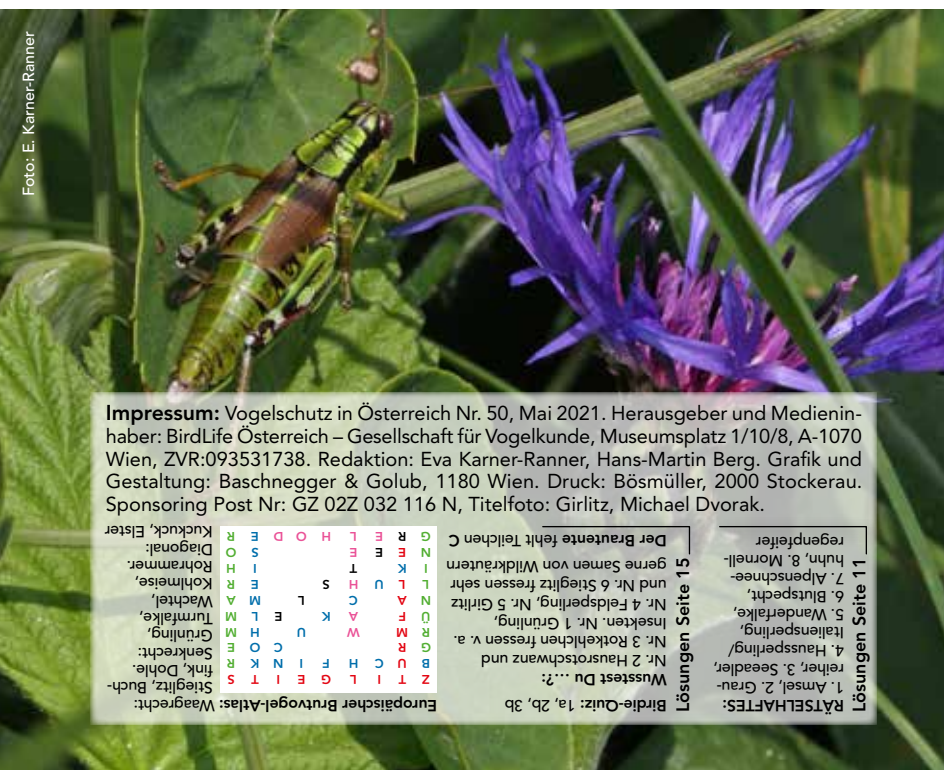 Foto: E. Karner-Ranner
Impressum: Vogelschutz in Österreich Nr. 50, Mai 2021. Herausgeber und Medienin-
haber: BirdLife Österreich – Gesellschaft für Vogelkunde, Museumsplatz 1/10/8, A-1070
Wien, ZVR:093531738. Redaktion: Eva Karner-Ranner, Hans-Martin Berg. Grafik und
Gestaltung: Baschnegger & Golub, 1180 Wien. Druck: Bösmüller, 2000 Stockerau.
Sponsoring Post Nr: GZ 02Z 032 116 N, Titelfoto: Girlitz, Michael Dvorak.
Lösungen Seite 11
RÄTSELHAFTES:
1. Amsel, 2. Grau-
reiher, 3. Seeadler,
4. Haussperling/
Italiensperling,
5. Wanderfalke,
6. Blutspecht,
7. Alpenschnee-
huhn, 8. Mornell-
regenpfeifer
Lösungen Seite 15
Birdie-Quiz: 1a, 2b, 3b
Wusstest Du …?:
Nr. 2 Hausrotschwanz und
Nr. 3 Rotkehlchen fressen v. a.
Insekten. Nr. 1 Grünling,
Nr. 4 Feldsperling, Nr. 5 Girlitz
und Nr. 6 Stieglitz fressen sehr
gerne Samen von Wildkräutern
Der Brautente fehlt Teilchen C
Europäischer Brutvogel-Atlas: Waagrecht:
Stieglitz, Buch-
fink, Dohle.
Senkrecht:
Grünling,
Turmfalke,
Wachtel,
Kohlmeise,
Rohrammer.
Diagonal:
Kuckuck, Elster
Z T I L G E I T S
B U C H F I N K R
G R C O E
R M W U H M
Ü F A K E L M
N A C L M A
L L U H S E R
I K T I H
N E E E S O
G R E L H O D E R